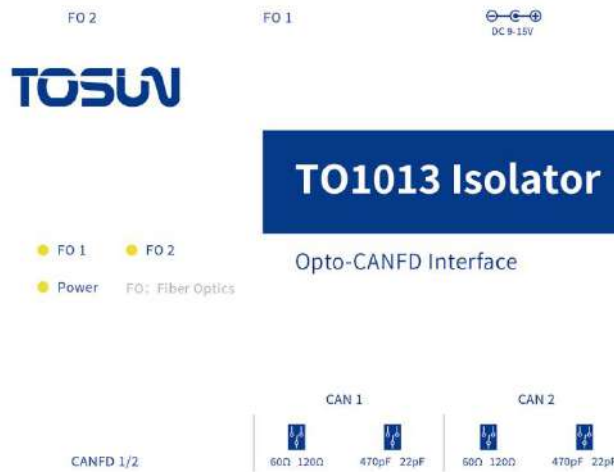 FO 2
FO 1
DC 9-15V
TOSUN
TO1013 Isolator
FO 1
FO 2
Opto-CANFD Interface
Power
FO: Fiber Optics
CAN 1
CAN 2
60Ω 120Ω
470pF 22pF
60Ω 120Ω
470pF 22pF
CANFD 1/2